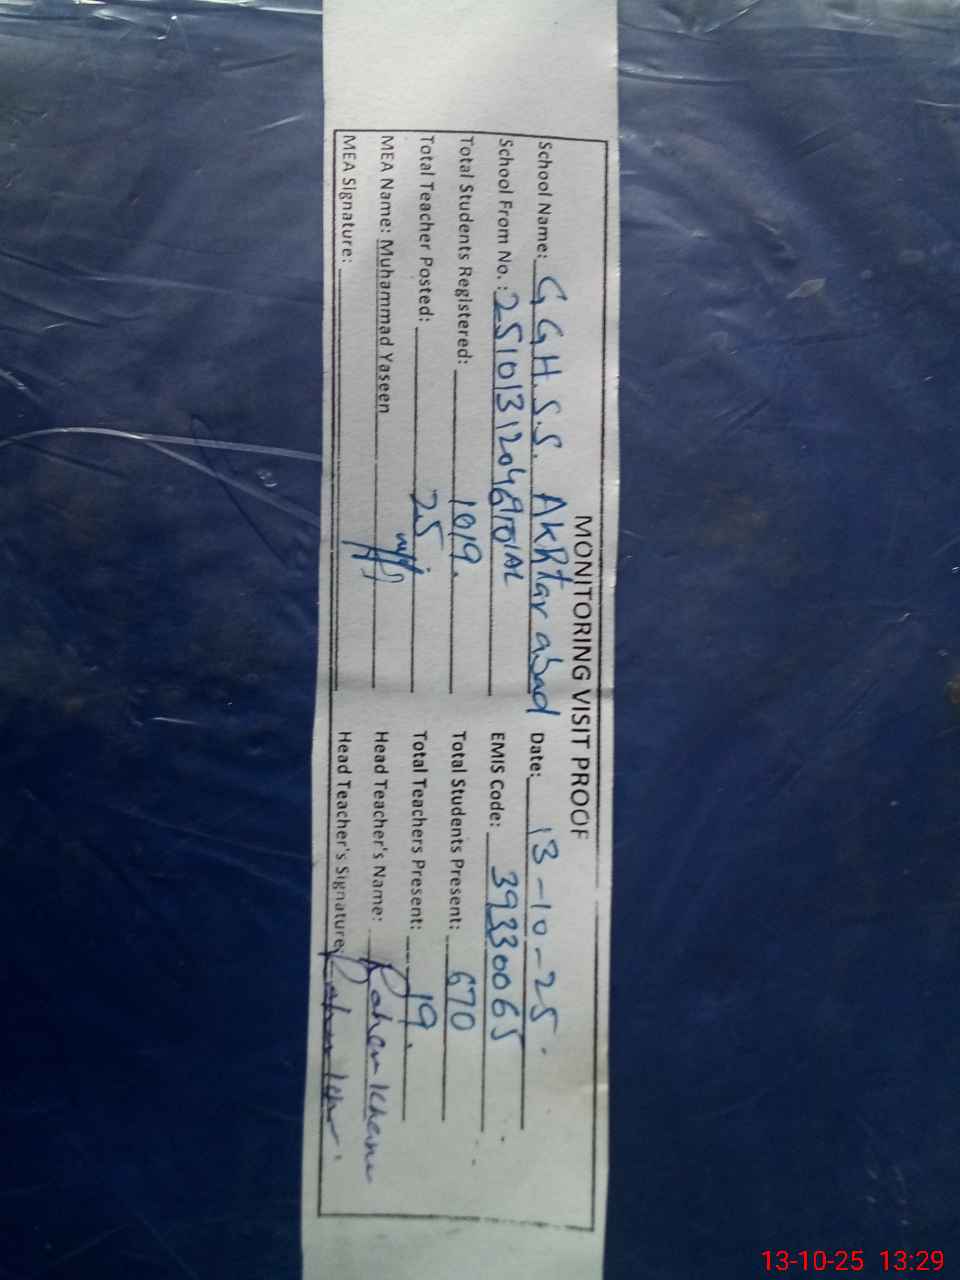 MONITORING VISIT PROOF
School Name: G G H.S.S. AKhtar abad Date: 13-10-25.
School From No.: EMIS Code: 39330065
Total Students Registered: 1019. Total Students Present: 670
Total Teacher Posted: 25 Total Teachers Present: 19.
MEA Name: Muhammad Yaseen Head Teacher's Name:
MEA Signature: Head Teacher's Signature:
13-10-25 13:29